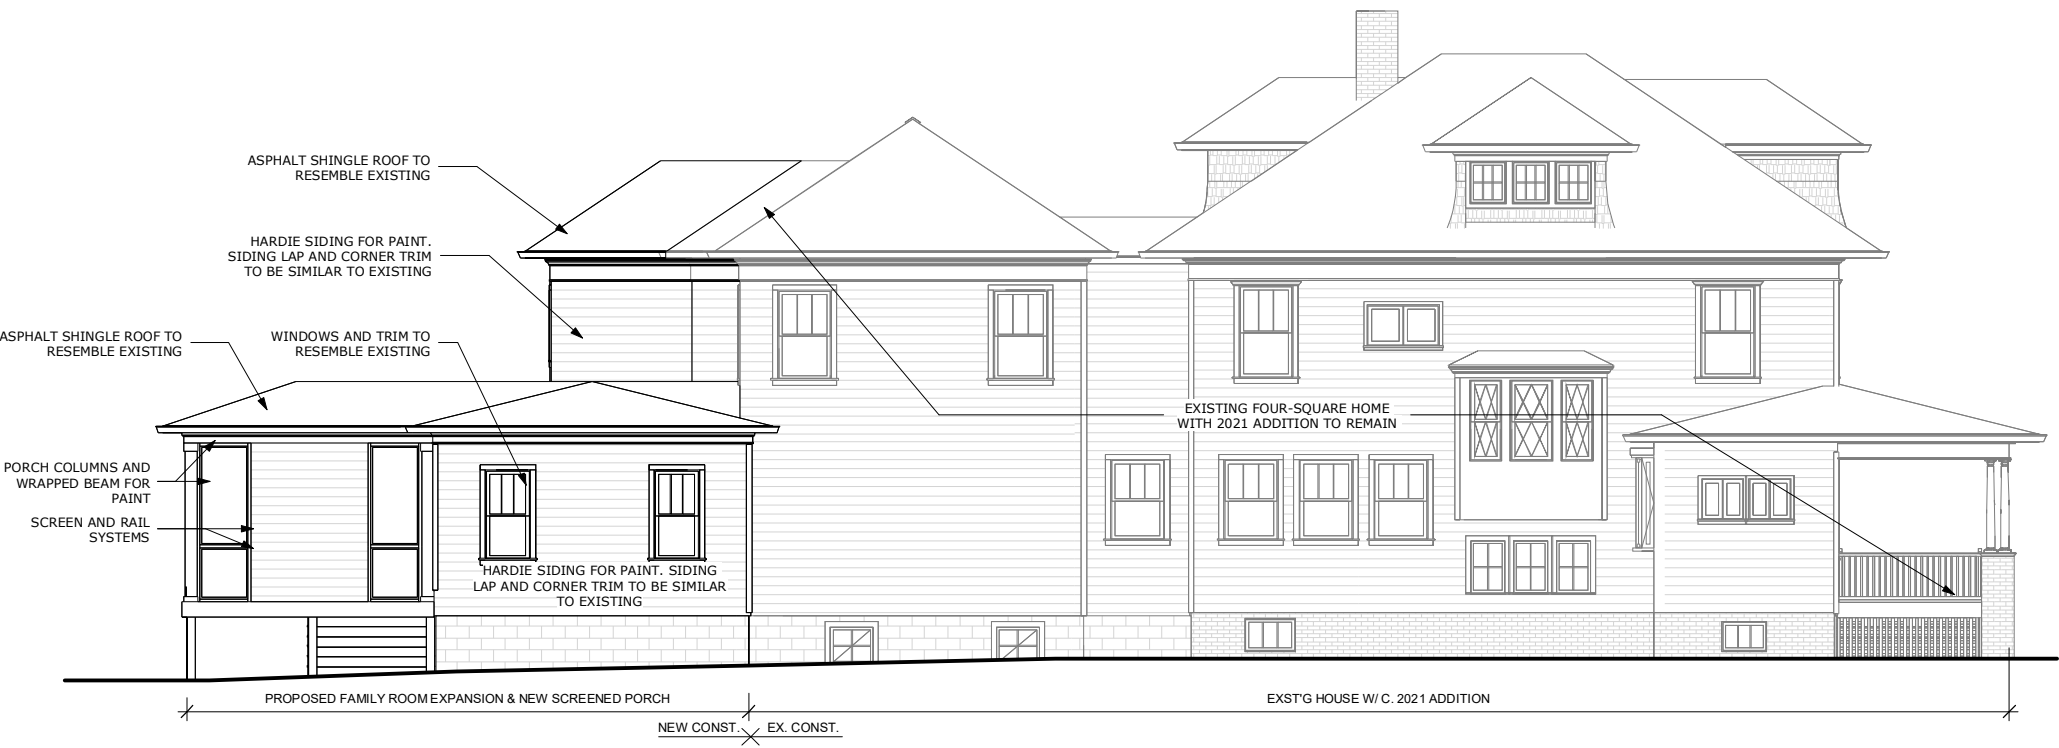 ASPHALT SHINGLE ROOF TO
RESEMBLE EXISTING
HARDIE SIDING FOR PAINT.
SIDING LAP AND CORNER TRIM
TO BE SIMILAR TO EXISTING
ASPHALT SHINGLE ROOF TO
RESEMBLE EXISTING
WINDOWS AND TRIM TO
RESEMBLE EXISTING
EXISTING FOUR-SQUARE HOME
WITH 2021 ADDITION TO REMAIN
PORCH COLUMNS AND
WRAPPED BEAM FOR
PAINT
SCREEN AND RAIL
SYSTEMS
HARDIE SIDING FOR PAINT. SIDING
LAP AND CORNER TRIM TO BE SIMILAR
TO EXISTING
PROPOSED FAMILY ROOM EXPANSION & NEW SCREENED PORCH
EXST'G HOUSE W/ C. 2021 ADDITION
NEW CONST.
EX. CONST.